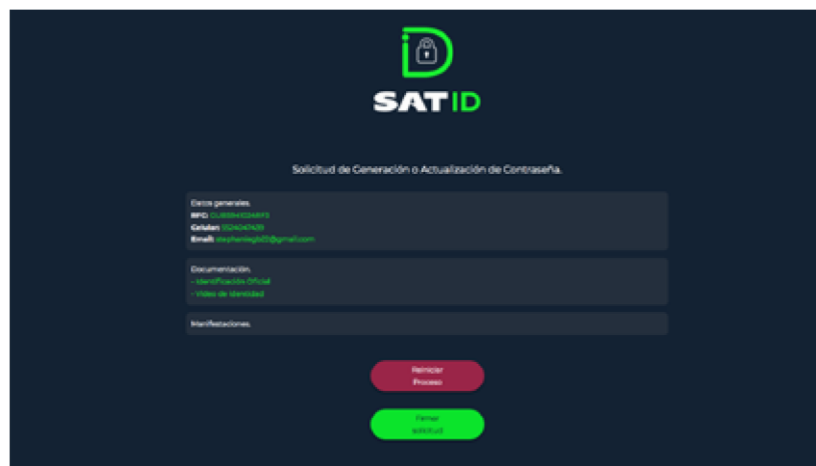 SAT ID
Solicitud de Generación o Actualización de Contraseña.
Datos generales.
RFC:
Celular:
Email:
Documentación.
- Identificación Oficial
- Video de Identidad
Manifestaciones.
Reiniciar
Proceso
Firmar
solicitud